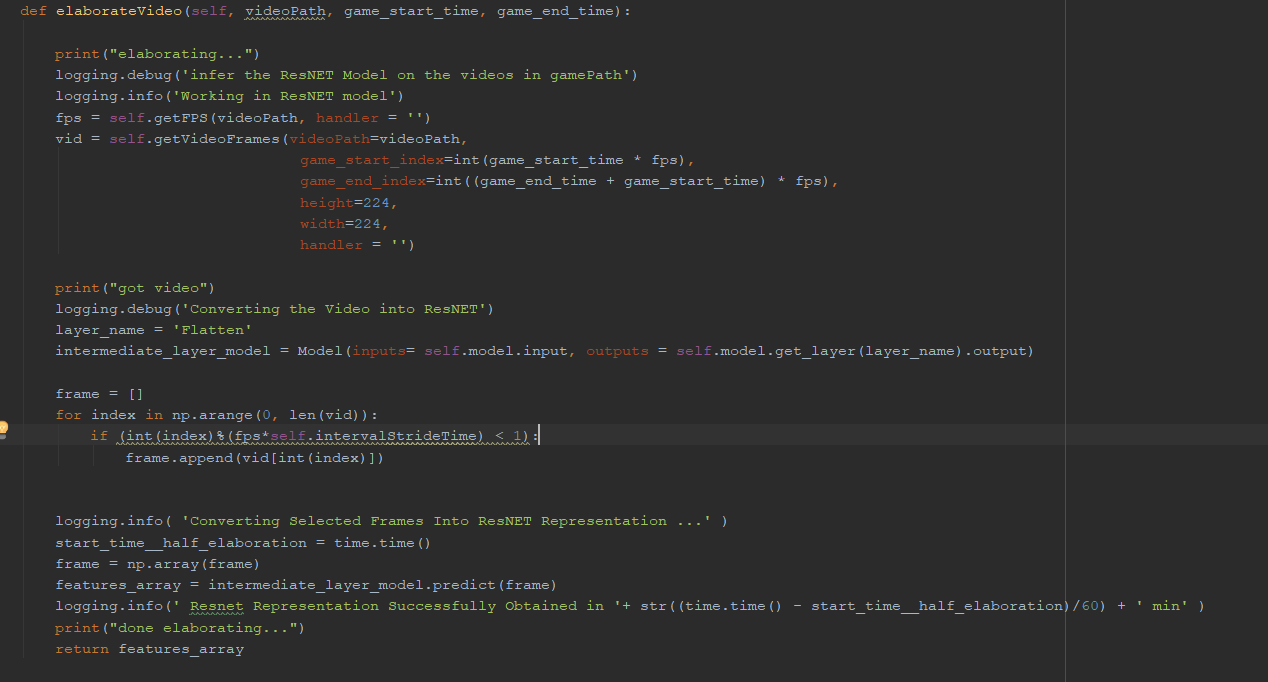 def elaborateVideo(self, videoPath, game_start_time, game_end_time):
print("elaborating...")
logging.debug('infer the ResNET Model on the videos in gamePath')
logging.info('Working in ResNET model')
fps = self.getFPS(videoPath, handler = '')
vid = self.getVideoFrames(videoPath=videoPath,
game_start_index=int(game_start_time * fps),
game_end_index=int((game_end_time + game_start_time) * fps),
height=224,
width=224,
handler = '')
print("got video")
logging.debug('Converting the Video into ResNET')
layer_name = 'Flatten'
intermediate_layer_model = Model(inputs= self.model.input, outputs = self.model.get_layer(layer_name).output)
frame = []
for index in np.arange(0, len(vid)):
if (int(index)%(fps*self.intervalStrideTime) < 1):
frame.append(vid[int(index)])
logging.info( 'Converting Selected Frames Into ResNET Representation ...' )
start_time__half_elaboration = time.time()
frame = np.array(frame)
features_array = intermediate_layer_model.predict(frame)
logging.info(' Resnet Representation Successfully Obtained in '+ str((time.time() - start_time__half_elaboration)/60) + ' min' )
print("done elaborating...")
return features_array